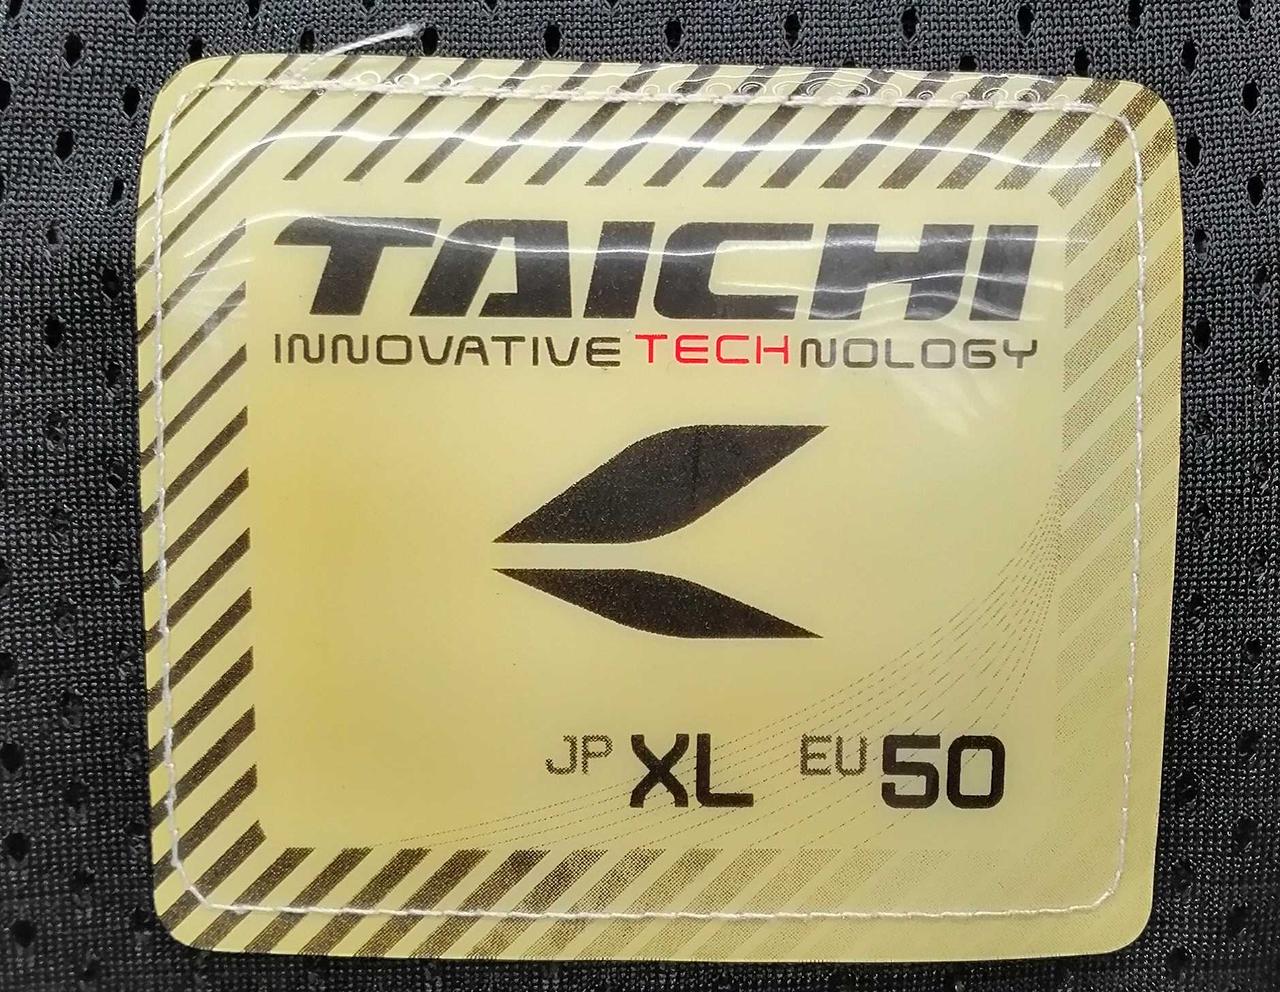 TAICHI
INNOVATIVE TECHNOLOGY
JP XL EU 50